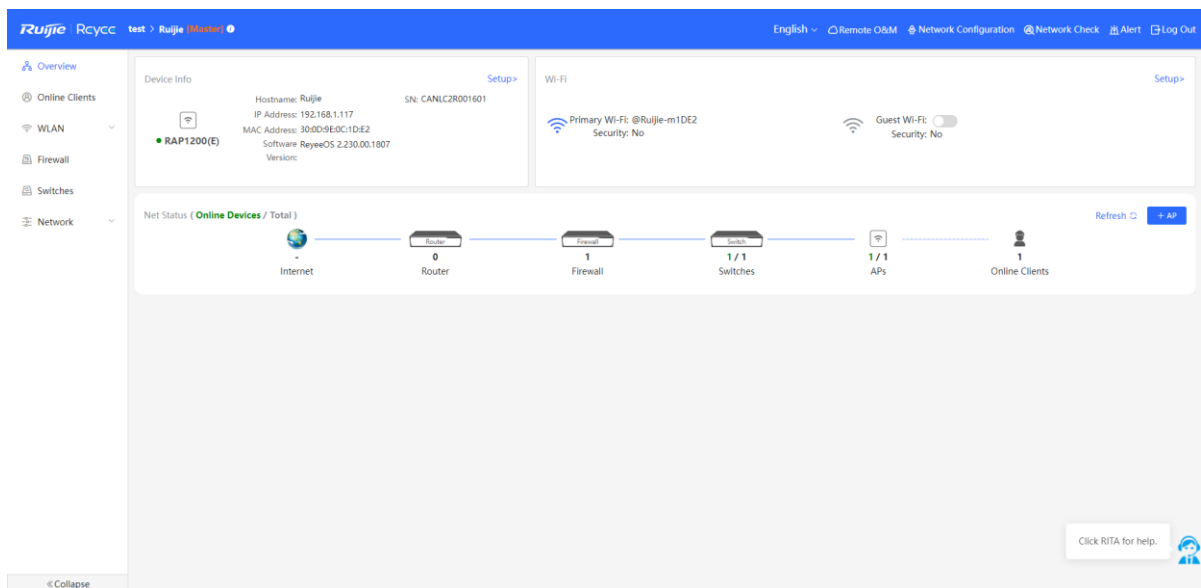 Ruijie Rcycc test > Ruijie [Master] English Remote O&M Network Configuration Network Check Alert Log Out
Overview
Online Clients
WLAN
Firewall
Switches
Network
Device Info Setup>
Hostname: Ruijie SN: CANLC2R001601
IP Address: 192.168.1.117
MAC Address: 30:0D:9E:0C:1D:E2
RAP1200(E)
Software ReyeeOS 2.230.00.1807
Version:
Wi-Fi Setup>
Primary Wi-Fi: @Ruijie-m1DE2
Security: No
Guest Wi-Fi:
Security: No
Net Status ( Online Devices / Total ) Refresh + AP
Router Firewall Switch
- 0 1 1 / 1 1 / 1 1
Internet Router Firewall Switches APs Online Clients
Click RITA for help.
«Collapse